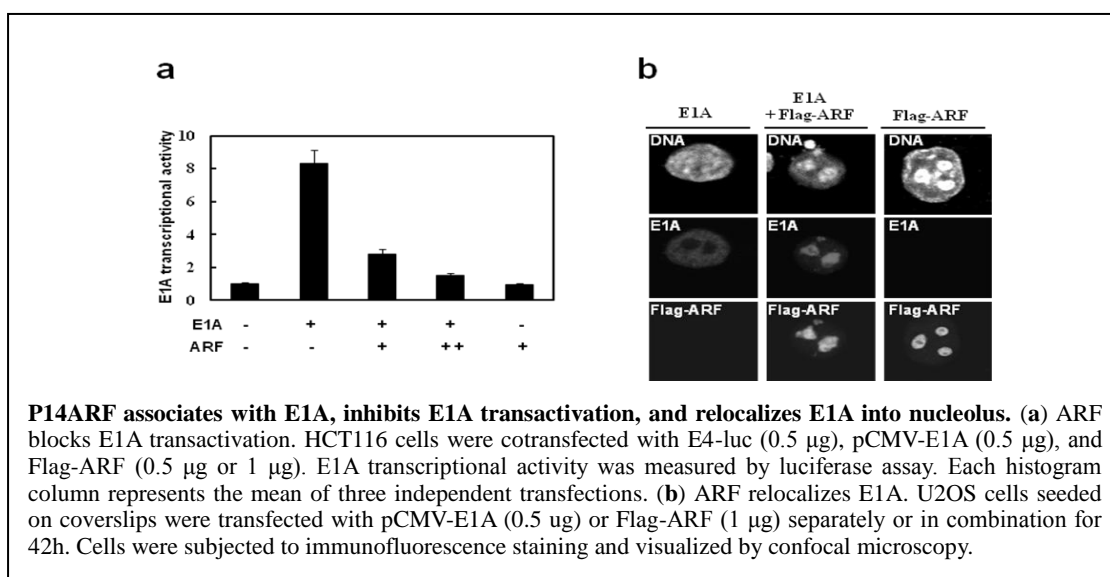 a
E1A transcriptional activity
10
8
6
4
2
0
E1A - + + + -
ARF - - + ++ +
b
E1A
E1A
+Flag-ARF
Flag-ARF
DNA DNA DNA
E1A E1A E1A
Flag-ARF Flag-ARF Flag-ARF
P14ARF associates with E1A, inhibits E1A transactivation, and relocalizes E1A into nucleolus. (a) ARF
blocks E1A transactivation. HCT116 cells were cotransfected with E4-luc (0.5 μg), pCMV-E1A (0.5 μg), and
Flag-ARF (0.5 μg or 1 μg). E1A transcriptional activity was measured by luciferase assay. Each histogram
column represents the mean of three independent transfections. (b) ARF relocalizes E1A. U2OS cells seeded
on coverslips were transfected with pCMV-E1A (0.5 ug) or Flag-ARF (1 μg) separately or in combination for
42h. Cells were subjected to immunofluorescence staining and visualized by confocal microscopy.